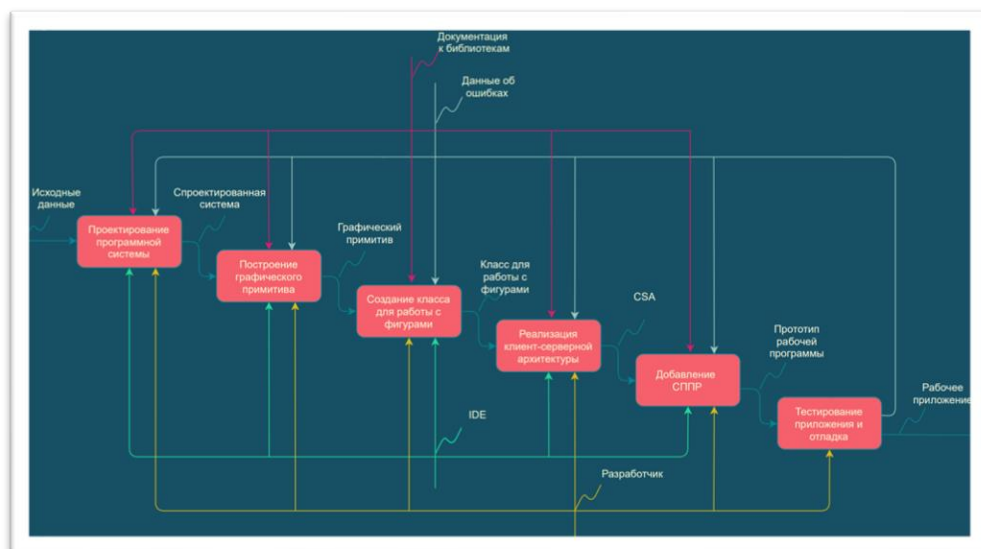 Документация
к библиотекам
Данные об
ошибках
Исходные
данные
Спроектированная
система
Проектирование
программной
системы
Графический
примитив
Построение
графического
примитива
Класс для
работы с
фигурами
Создание класса
для работы с
фигурами
CSA
Реализация
клиент-серверной
архитектуры
Прототип
рабочей
программы
Добавление
СППР
Рабочее
приложение
Тестирование
приложения и
отладка
IDE
Разработчик